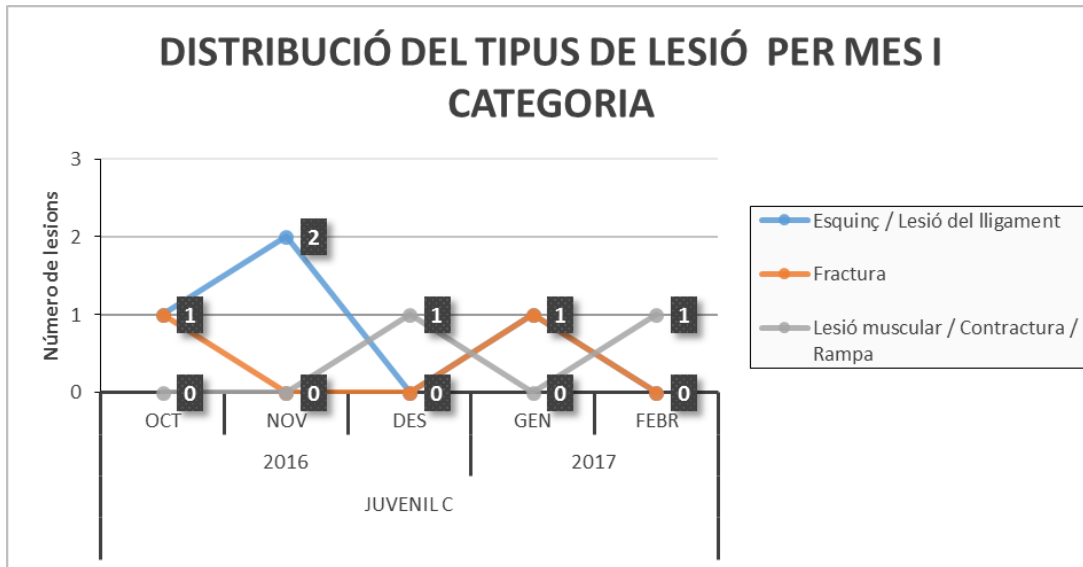 DISTRIBUCIÓ DEL TIPUS DE LESIÓ  PER MES I
CATEGORIA
Número de lesions
3
2
1
0
2
1
1
1
1
0
0
0
0
0
OCT
NOV
DES
GEN
FEBR
2016
2017
JUVENIL C
Esquinç / Lesió del lligament
Fractura
Lesió muscular / Contractura /
Rampa